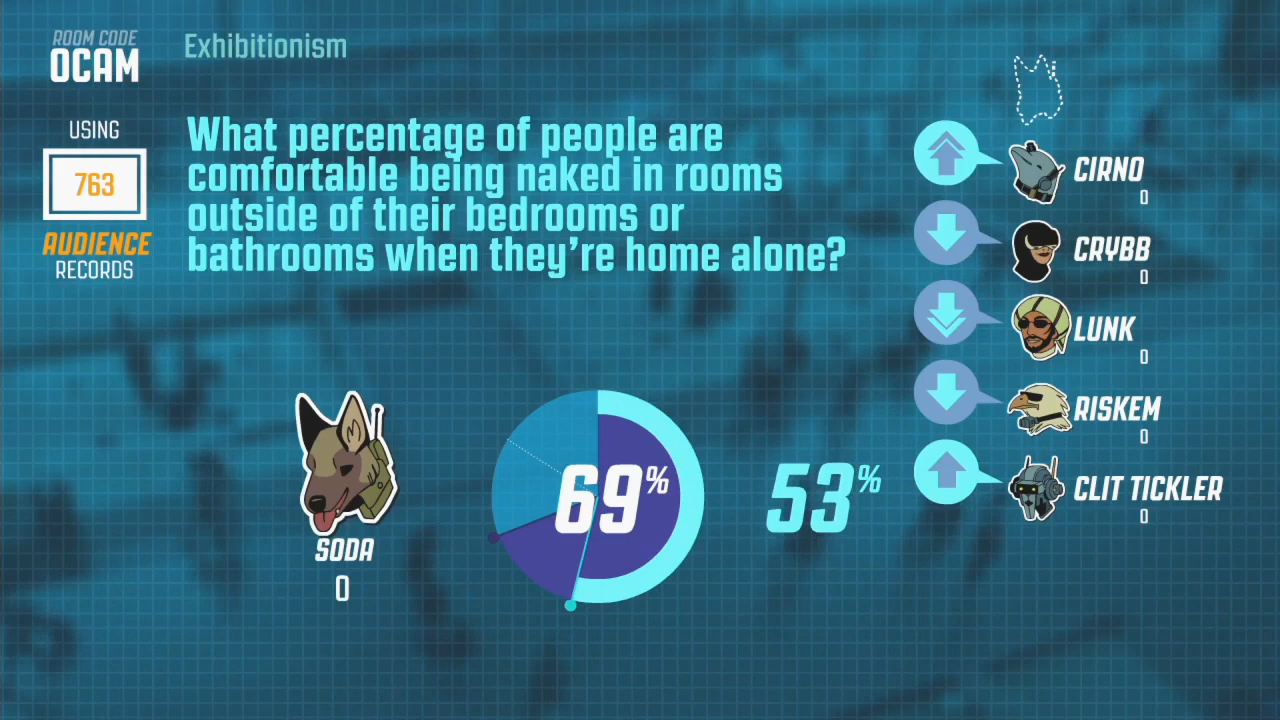 ROOM CODE
OCAM
Exhibitionism
USING
763
AUDIENCE
RECORDS
What percentage of people are
comfortable being naked in rooms
outside of their bedrooms or
bathrooms when they're home alone?
CIRNO
0
CRYBB
0
LUNK
0
RISKEM
0
CLIT TICKLER
0
69%
53%
SODA
0